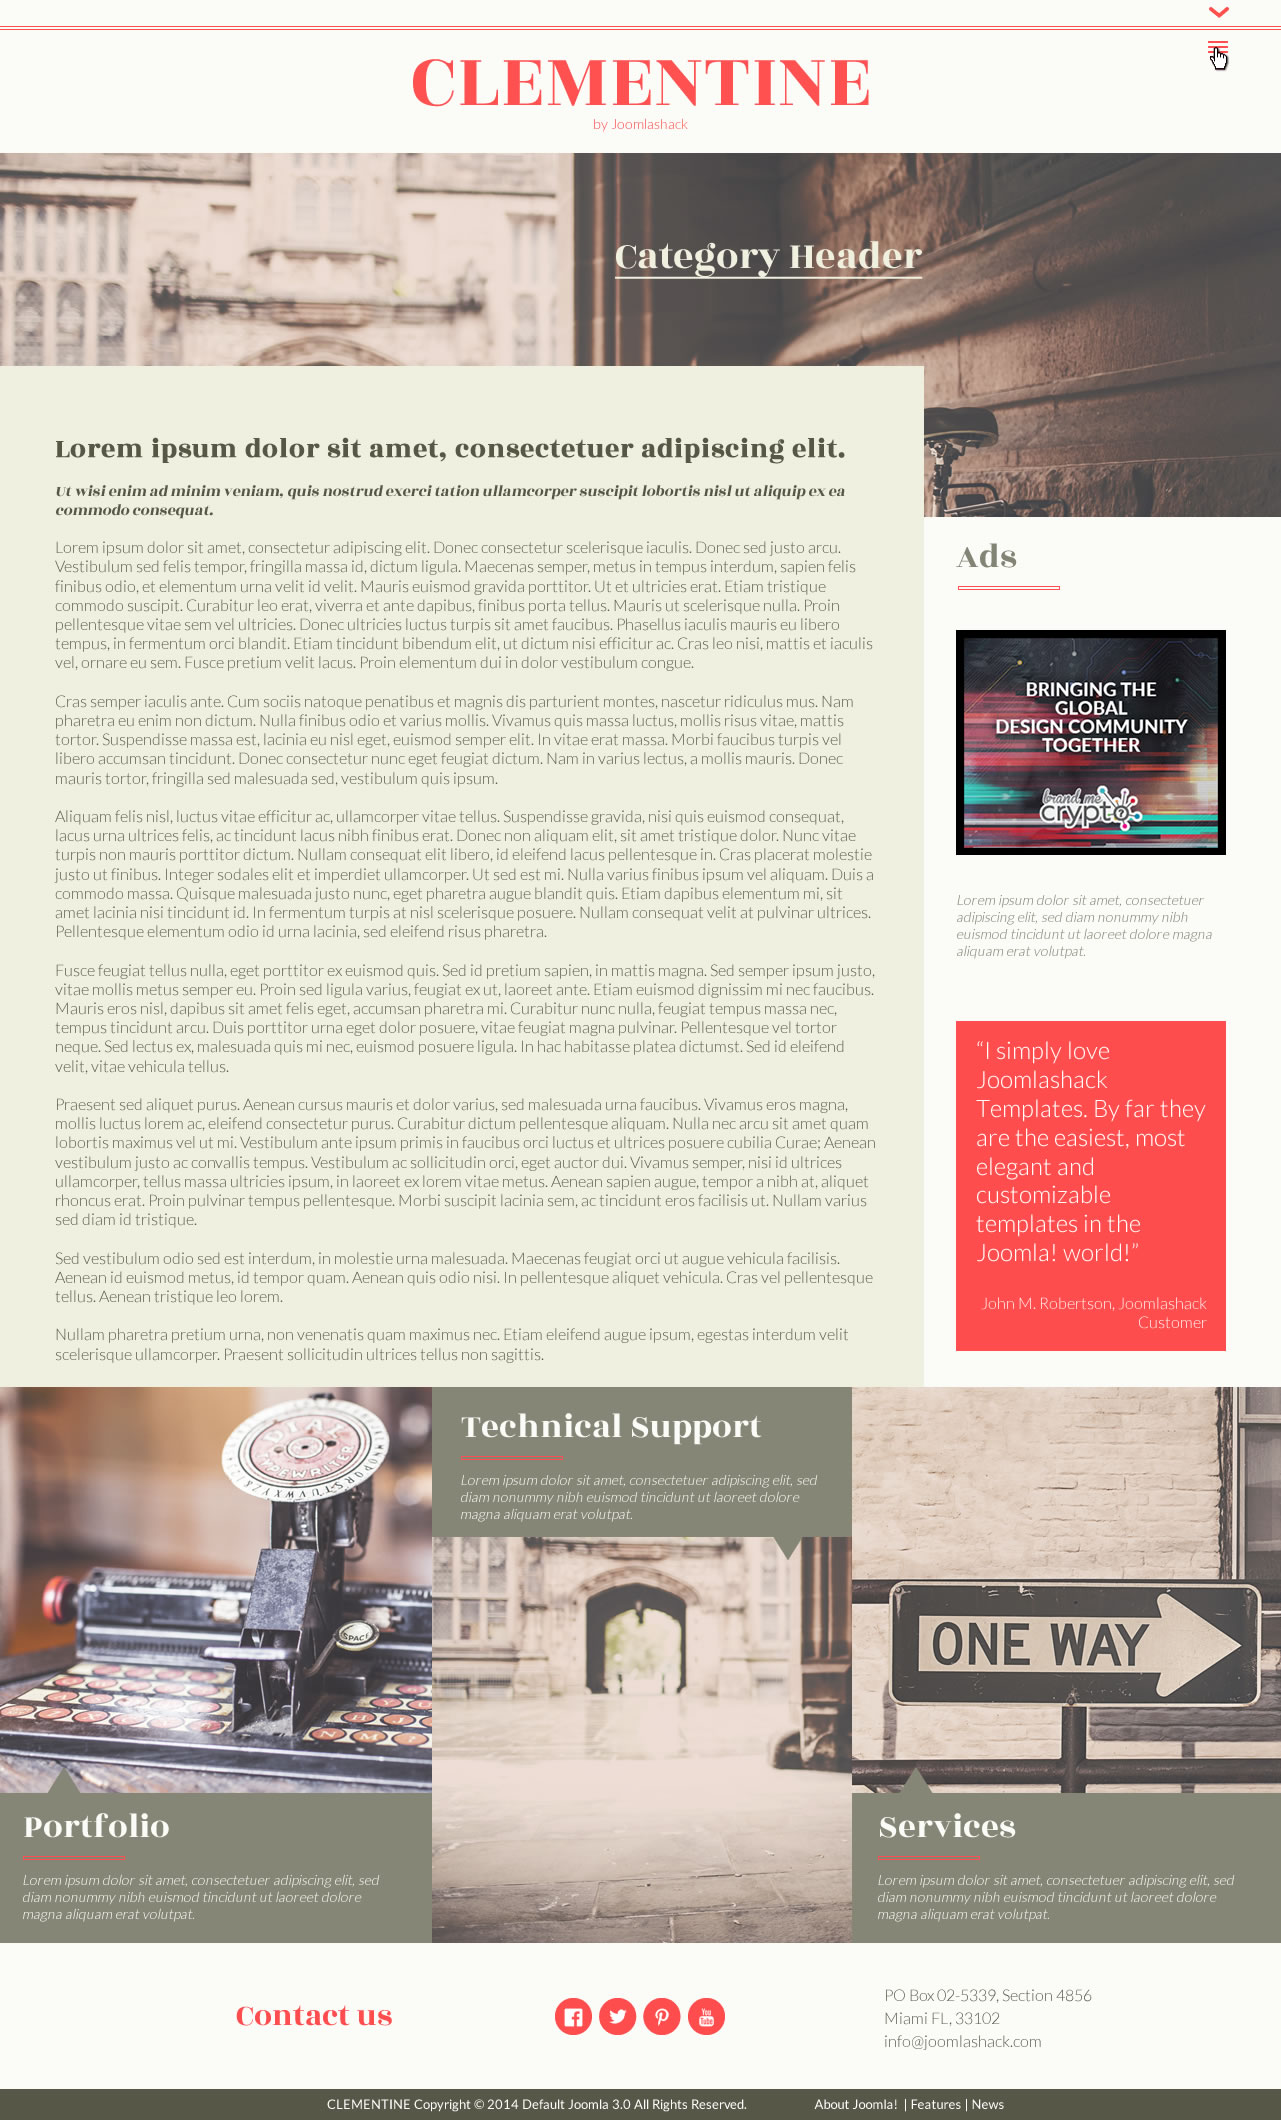 CLEMENTINE
by Joomlashack
Category Header
Lorem ipsum dolor sit amet, consectetuer adipiscing elit.
Ut wisi enim ad minim veniam, quis nostrud exerci tation ullamcorper suscipit lobortis nisl ut aliquip ex ea
commodo consequat.
Lorem ipsum dolor sit amet, consectetur adipiscing elit. Donec consectetur scelerisque iaculis. Donec sed justo arcu.
Vestibulum sed felis tempor, fringilla massa id, dictum ligula. Maecenas semper, metus in tempus interdum, sapien felis
finibus odio, et elementum urna velit id velit. Mauris euismod gravida porttitor. Ut et ultricies erat. Etiam tristique
commodo suscipit. Curabitur leo erat, viverra et ante dapibus, finibus porta tellus. Mauris ut scelerisque nulla. Proin
pellentesque vitae sem vel ultricies. Donec ultricies luctus turpis sit amet faucibus. Phasellus iaculis mauris eu libero
tempus, in fermentum orci blandit. Etiam tincidunt bibendum elit, ut dictum nisi efficitur ac. Cras leo nisi, mattis et iaculis
vel, ornare eu sem. Fusce pretium velit lacus. Proin elementum dui in dolor vestibulum congue.
Cras semper iaculis ante. Cum sociis natoque penatibus et magnis dis parturient montes, nascetur ridiculus mus. Nam
pharetra eu enim non dictum. Nulla finibus odio et varius mollis. Vivamus quis massa luctus, mollis risus vitae, mattis
tortor. Suspendisse massa est, lacinia eu nisl eget, euismod semper elit. In vitae erat massa. Morbi faucibus turpis vel
libero accumsan tincidunt. Donec consectetur nunc eget feugiat dictum. Nam in varius lectus, a mollis mauris. Donec
mauris tortor, fringilla sed malesuada sed, vestibulum quis ipsum.
Aliquam felis nisl, luctus vitae efficitur ac, ullamcorper vitae tellus. Suspendisse gravida, nisi quis euismod consequat,
lacus urna ultrices felis, ac tincidunt lacus nibh finibus erat. Donec non aliquam elit, sit amet tristique dolor. Nunc vitae
turpis non mauris porttitor dictum. Nullam consequat elit libero, id eleifend lacus pellentesque in. Cras placerat molestie
justo ut finibus. Integer sodales elit et imperdiet ullamcorper. Ut sed est mi. Nulla varius finibus ipsum vel aliquam. Duis a
commodo massa. Quisque malesuada justo nunc, eget pharetra augue blandit quis. Etiam dapibus elementum mi, sit
amet lacinia nisi tincidunt id. In fermentum turpis at nisl scelerisque posuere. Nullam consequat velit at pulvinar ultrices.
Pellentesque elementum odio id urna lacinia, sed eleifend risus pharetra.
Fusce feugiat tellus nulla, eget porttitor ex euismod quis. Sed id pretium sapien, in mattis magna. Sed semper ipsum justo,
vitae mollis metus semper eu. Proin sed ligula varius, feugiat ex ut, laoreet ante. Etiam euismod dignissim mi nec faucibus.
Mauris eros nisl, dapibus sit amet felis eget, accumsan pharetra mi. Curabitur nunc nulla, feugiat tempus massa nec,
tempus tincidunt arcu. Duis porttitor urna eget dolor posuere, vitae feugiat magna pulvinar. Pellentesque vel tortor
neque. Sed lectus ex, malesuada quis mi nec, euismod posuere ligula. In hac habitasse platea dictumst. Sed id eleifend
velit, vitae vehicula tellus.
Praesent sed aliquet purus. Aenean cursus mauris et dolor varius, sed malesuada urna faucibus. Vivamus eros magna,
mollis luctus lorem ac, eleifend consectetur purus. Curabitur dictum pellentesque aliquam. Nulla nec arcu sit amet quam
lobortis maximus vel ut mi. Vestibulum ante ipsum primis in faucibus orci luctus et ultrices posuere cubilia Curae; Aenean
vestibulum justo ac convallis tempus. Vestibulum ac sollicitudin orci, eget auctor dui. Vivamus semper, nisi id ultrices
ullamcorper, tellus massa ultricies ipsum, in laoreet ex lorem vitae metus. Aenean sapien augue, tempor a nibh at, aliquet
rhoncus erat. Proin pulvinar tempus pellentesque. Morbi suscipit lacinia sem, ac tincidunt eros facilisis ut. Nullam varius
sed diam id tristique.
Sed vestibulum odio sed est interdum, in molestie urna malesuada. Maecenas feugiat orci ut augue vehicula facilisis.
Aenean id euismod metus, id tempor quam. Aenean quis odio nisi. In pellentesque aliquet vehicula. Cras vel pellentesque
tellus. Aenean tristique leo lorem.
Nullam pharetra pretium urna, non venenatis quam maximus nec. Etiam eleifend augue ipsum, egestas interdum velit
scelerisque ullamcorper. Praesent sollicitudin ultrices tellus non sagittis.
Ads
BRINGING THE
GLOBAL
DESIGN COMMUNITY
TOGETHER
brand me
crypto
Lorem ipsum dolor sit amet, consectetuer
adipiscing elit, sed diam nonummy nibh
euismod tincidunt ut laoreet dolore magna
aliquam erat volutpat.
“I simply love
Joomlashack
Templates. By far they
are the easiest, most
elegant and
customizable
templates in the
Joomla! world!”
John M. Robertson, Joomlashack
Customer
SPACE
Portfolio
Lorem ipsum dolor sit amet, consectetuer adipiscing elit, sed
diam nonummy nibh euismod tincidunt ut laoreet dolore
magna aliquam erat volutpat.
Technical Support
Lorem ipsum dolor sit amet, consectetuer adipiscing elit, sed
diam nonummy nibh euismod tincidunt ut laoreet dolore
magna aliquam erat volutpat.
ONE WAY
Services
Lorem ipsum dolor sit amet, consectetuer adipiscing elit, sed
diam nonummy nibh euismod tincidunt ut laoreet dolore
magna aliquam erat volutpat.
Contact us
You
Tube
PO Box 02-5339, Section 4856
Miami FL, 33102
info@joomlashack.com
CLEMENTINE Copyright © 2014 Default Joomla 3.0 All Rights Reserved.
About Joomla! | Features | News